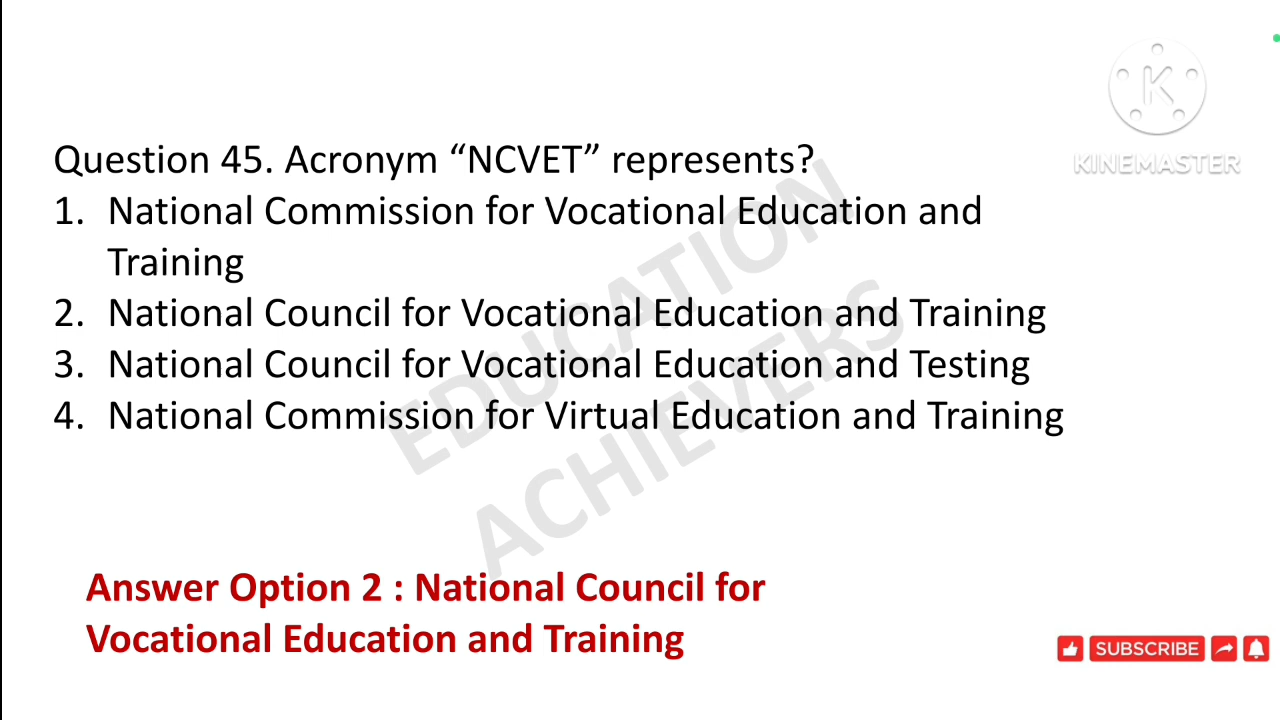 Question 45. Acronym “NCVET” represents?
1. National Commission for Vocational Education and
Training
2. National Council for Vocational Education and Training
3. National Council for Vocational Education and Testing
4. National Commission for Virtual Education and Training
Answer Option 2 : National Council for
Vocational Education and Training
EDUCATION
ACHIEVERS
K
KINEMASTER
SUBSCRIBE